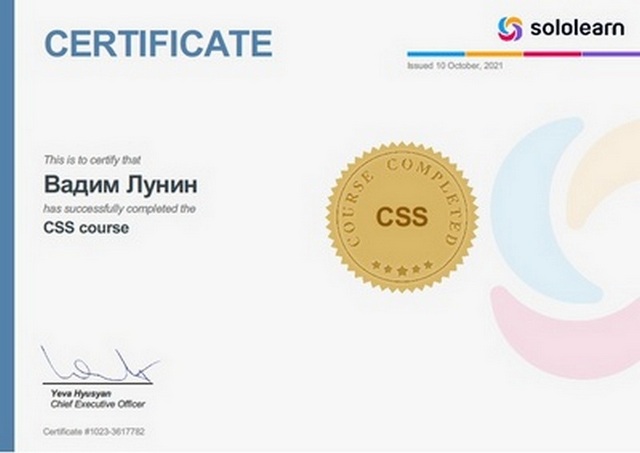 CERTIFICATE
sololearn
Issued 10 October, 2021
This is to certify that
Вадим Лунин
has successfully completed the
CSS course
COURSE COMPLETED
CSS
Yeva Hyusyan
Chief Executive Officer
Certificate #1023-3617782